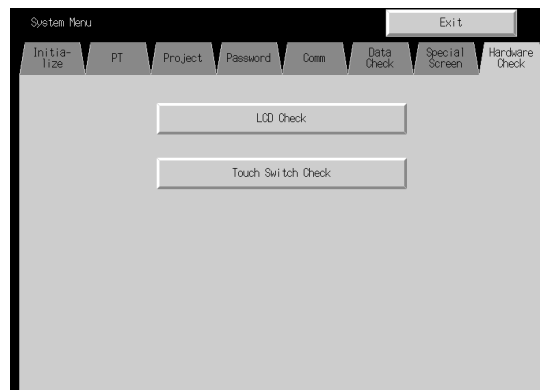 System Menu
Exit
Initia-
lize
PT
Project
Password
Comm
Data
Check
Special
Screen
Hardware
Check
LCD Check
Touch Switch Check